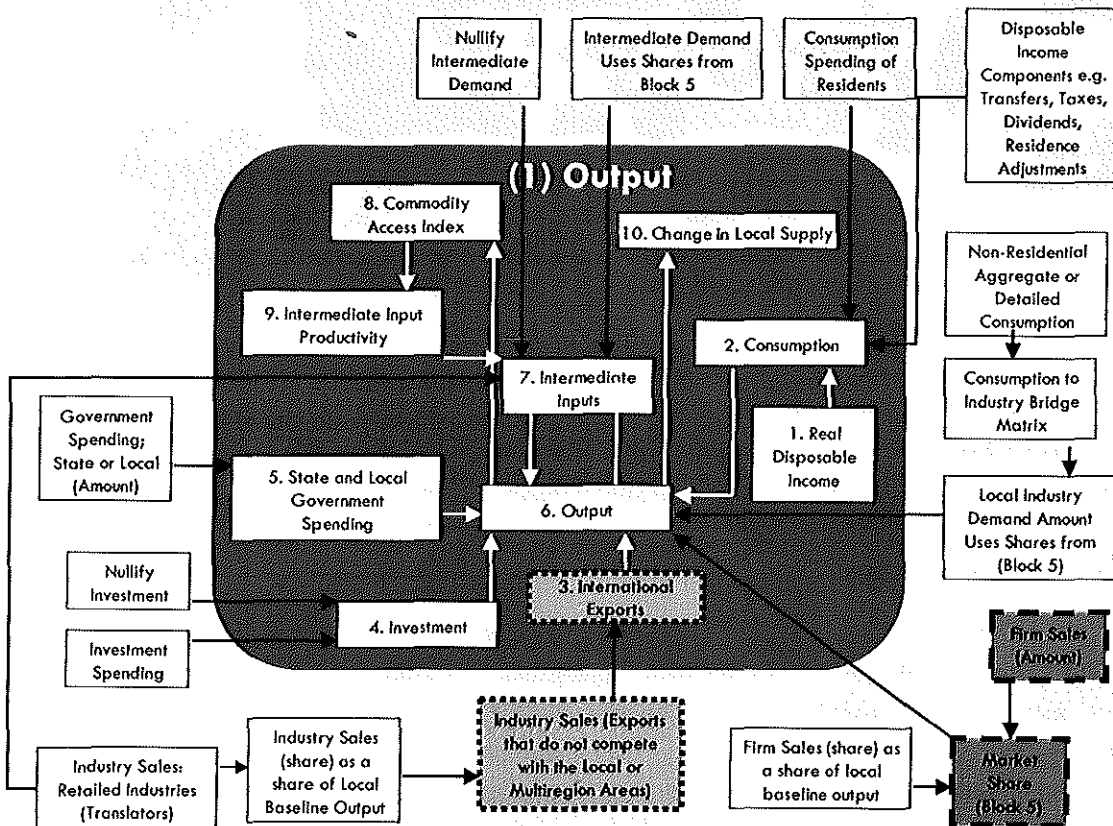 Nullify
Intermediate
Demand
Intermediate Demand
Uses Shares from
Block 5
Consumption
Spending of
Residents
Disposable
Income
Components e.g.
Transfers, Taxes,
Dividends,
Residence
Adjustments
(1) Output
8. Commodity
Access Index
10. Change in Local Supply
9. Intermediate Input
Productivity
2. Consumption
Non-Residential
Aggregate or
Detailed
Consumption
7. Intermediate
Inputs
Consumption to
Industry Bridge
Matrix
Government
Spending;
State or Local
(Amount)
1. Real
Disposable
Income
5. State and Local
Government
Spending
6. Output
Local Industry
Demand Amount
Uses Shares from
(Block 5)
Nullify
Investment
3. International
Exports
4. Investment
Investment
Spending
Firm Sales
(Amount)
Industry Sales:
Retailed Industries
(Translators)
Industry Sales
(share) as a
share of Local
Baseline Output
Industry Sales (Exports
that do not compete
with the Local or
Multiregion Areas)
Firm Sales (share) as
a share of local
baseline output
Market
Share
(Block 5)